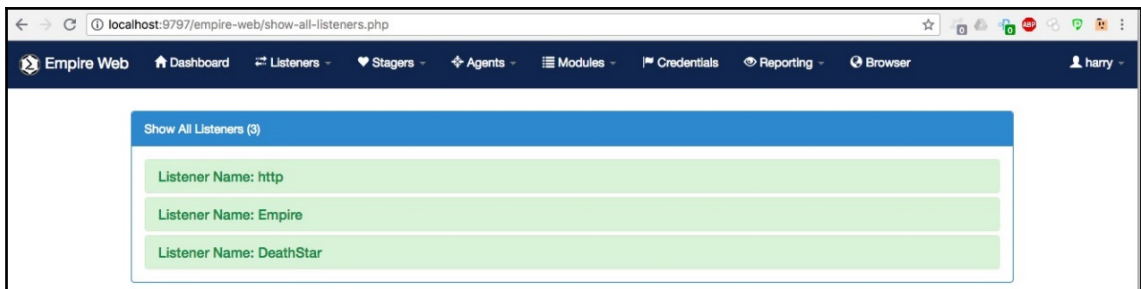 localhost:9797/empire-web/show-all-listeners.php
Empire Web Dashboard Listeners Stagers Agents Modules Credentials Reporting Browser harry
Show All Listeners (3)
Listener Name: http
Listener Name: Empire
Listener Name: DeathStar